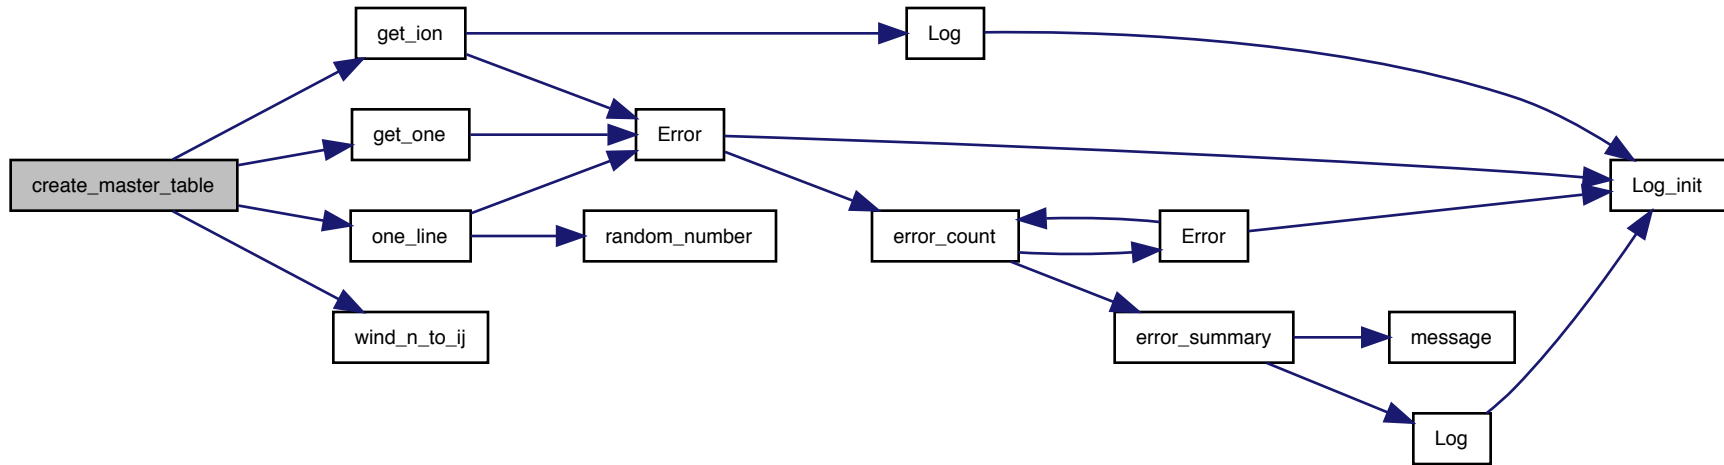 get_ion
Log
get_one
Error
create_master_table
Log_init
one_line
random_number
error_count
Error
wind_n_to_ij
error_summary
message
Log